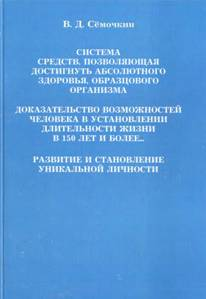 В. Д. Сёмочкин
СИСТЕМА
СРЕДСТВ, ПОЗВОЛЯЮЩАЯ
ДОСТИГНУТЬ АБСОЛЮТНОГО
ЗДОРОВЬЯ, ОБРАЗЦОВОГО
ОРГАНИЗМА
ДОКАЗАТЕЛЬСТВО ВОЗМОЖНОСТЕЙ
ЧЕЛОВЕКА В УСТАНОВЛЕНИИ
ДЛИТЕЛЬНОСТИ ЖИЗНИ
В 150 ЛЕТ И БОЛЕЕ..
РАЗВИТИЕ И СТАНОВЛЕНИЕ
УНИКАЛЬНОЙ ЛИЧНОСТИ